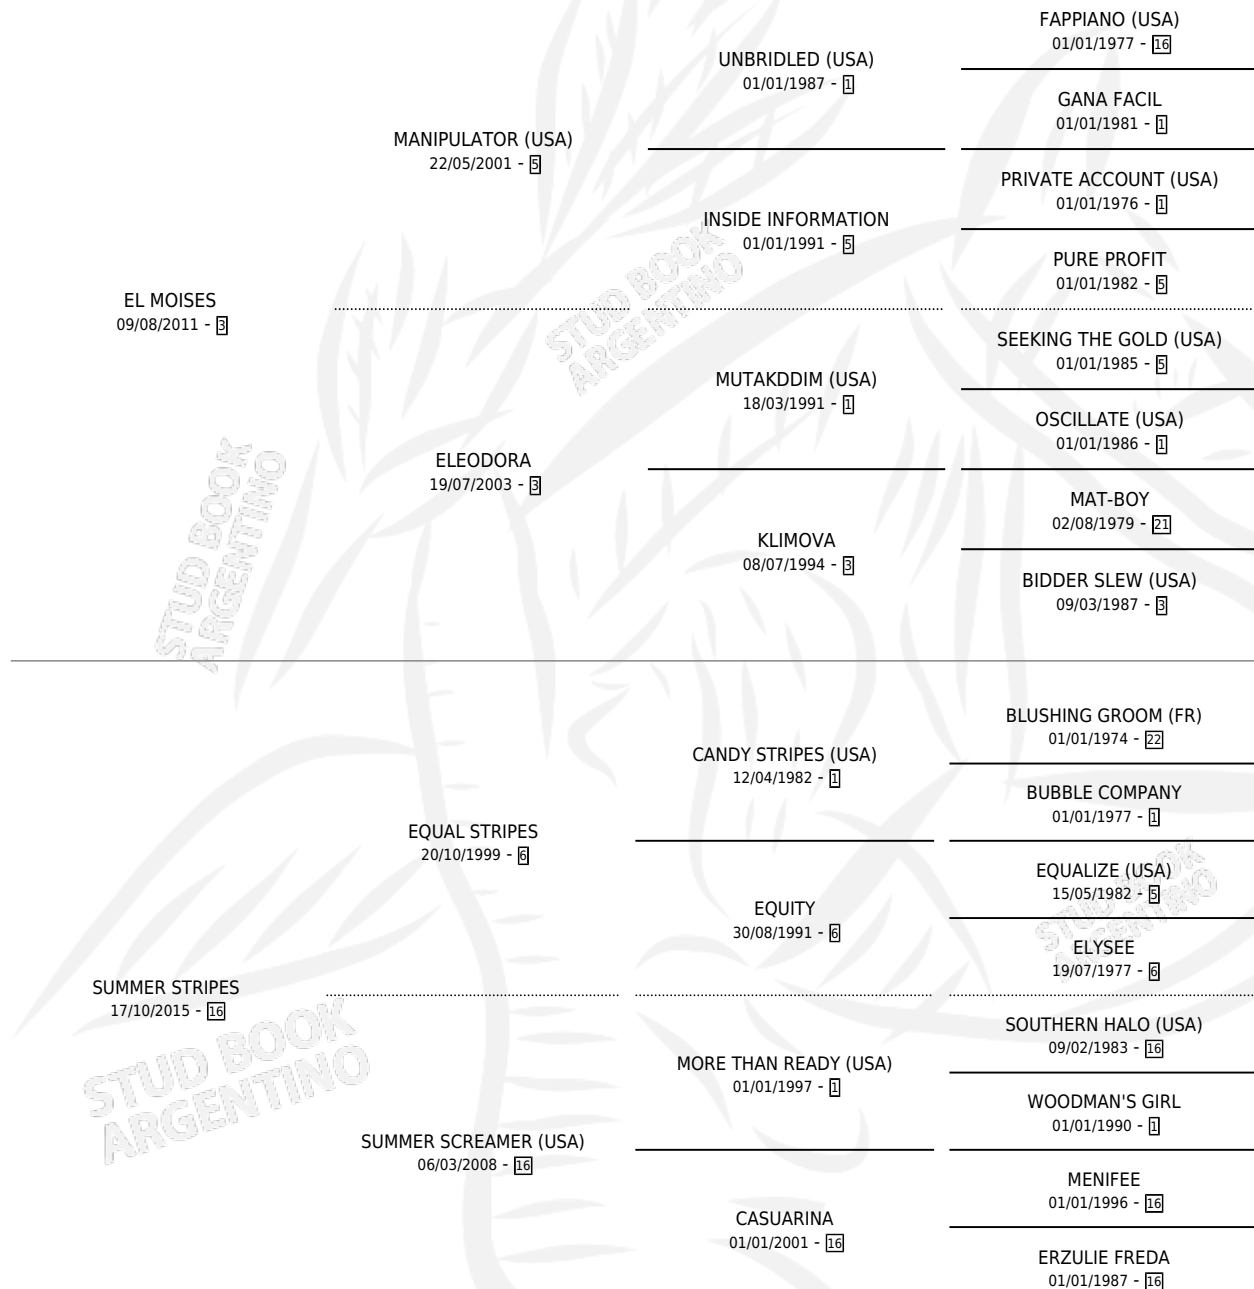 FAPPIANO (USA)
01/01/1977 - 16
UNBRIDLED (USA)
01/01/1987 - 1
GANA FACIL
01/01/1981 - 1
MANIPULATOR (USA)
22/05/2001 - 5
PRIVATE ACCOUNT (USA)
01/01/1976 - 1
INSIDE INFORMATION
01/01/1991 - 5
PURE PROFIT
01/01/1982 - 5
EL MOISES
09/08/2011 - 3
SEEKING THE GOLD (USA)
01/01/1985 - 5
MUTAKDDIM (USA)
18/03/1991 - 1
OSCILLATE (USA)
01/01/1986 - 1
ELEODORA
19/07/2003 - 3
MAT-BOY
02/08/1979 - 21
KLIMOVA
08/07/1994 - 3
BIDDER SLEW (USA)
09/03/1987 - 3
BLUSHING GROOM (FR)
01/01/1974 - 22
CANDY STRIPES (USA)
12/04/1982 - 1
BUBBLE COMPANY
01/01/1977 - 1
EQUAL STRIPES
20/10/1999 - 6
EQUALIZE (USA)
15/05/1982 - 5
EQUITY
30/08/1991 - 6
ELYSEE
19/07/1977 - 6
SUMMER STRIPES
17/10/2015 - 16
SOUTHERN HALO (USA)
09/02/1983 - 16
MORE THAN READY (USA)
01/01/1997 - 1
WOODMAN'S GIRL
01/01/1990 - 1
SUMMER SCREAMER (USA)
06/03/2008 - 16
MENIFEE
01/01/1996 - 16
CASUARINA
01/01/2001 - 16
ERZULIE FREDA
01/01/1987 - 16
STUD BOOK
ARGENTINO
STUD BOOK
ARGENTINO
STUD BOOK
ARGENTINO
STUD BOOK
ARGENTINO